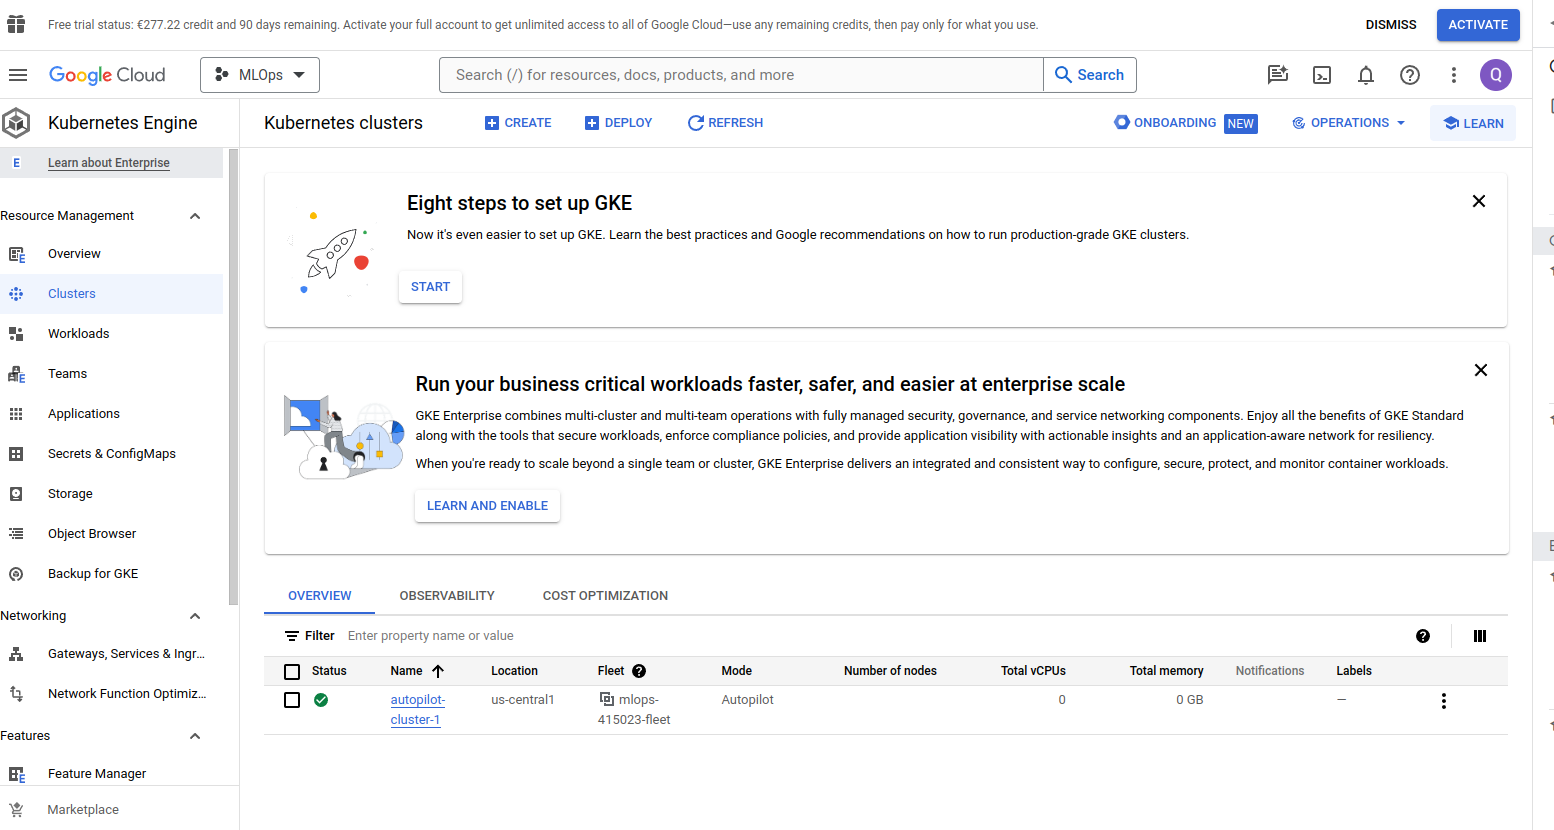 Free trial status: €277.22 credit and 90 days remaining. Activate your full account to get unlimited access to all of Google Cloud—use any remaining credits, then pay only for what you use.
DISMISS
ACTIVATE
Google Cloud
MLOps
Search (/) for resources, docs, products, and more
Search
Q
Kubernetes Engine
Kubernetes clusters
CREATE
DEPLOY
REFRESH
ONBOARDING NEW
OPERATIONS
LEARN
E Learn about Enterprise
Resource Management
Overview
Clusters
Workloads
Teams
Applications
Secrets & ConfigMaps
Storage
Object Browser
Backup for GKE
Networking
Gateways, Services & Ingr...
Network Function Optimiz...
Features
Feature Manager
Marketplace
Eight steps to set up GKE
Now it's even easier to set up GKE. Learn the best practices and Google recommendations on how to run production-grade GKE clusters.
START
Run your business critical workloads faster, safer, and easier at enterprise scale
GKE Enterprise combines multi-cluster and multi-team operations with fully managed security, governance, and service networking components. Enjoy all the benefits of GKE Standard
along with the tools that secure workloads, enforce compliance policies, and provide application visibility with actionable insights and an application-aware network for resiliency.
When you're ready to scale beyond a single team or cluster, GKE Enterprise delivers an integrated and consistent way to configure, secure, protect, and monitor container workloads.
LEARN AND ENABLE
OVERVIEW
OBSERVABILITY
COST OPTIMIZATION
Filter Enter property name or value
Status Name Location Fleet Mode Number of nodes Total vCPUs Total memory Notifications Labels
autopilot- us-central1 mlops- Autopilot 0 0 GB —
cluster-1 415023-fleet